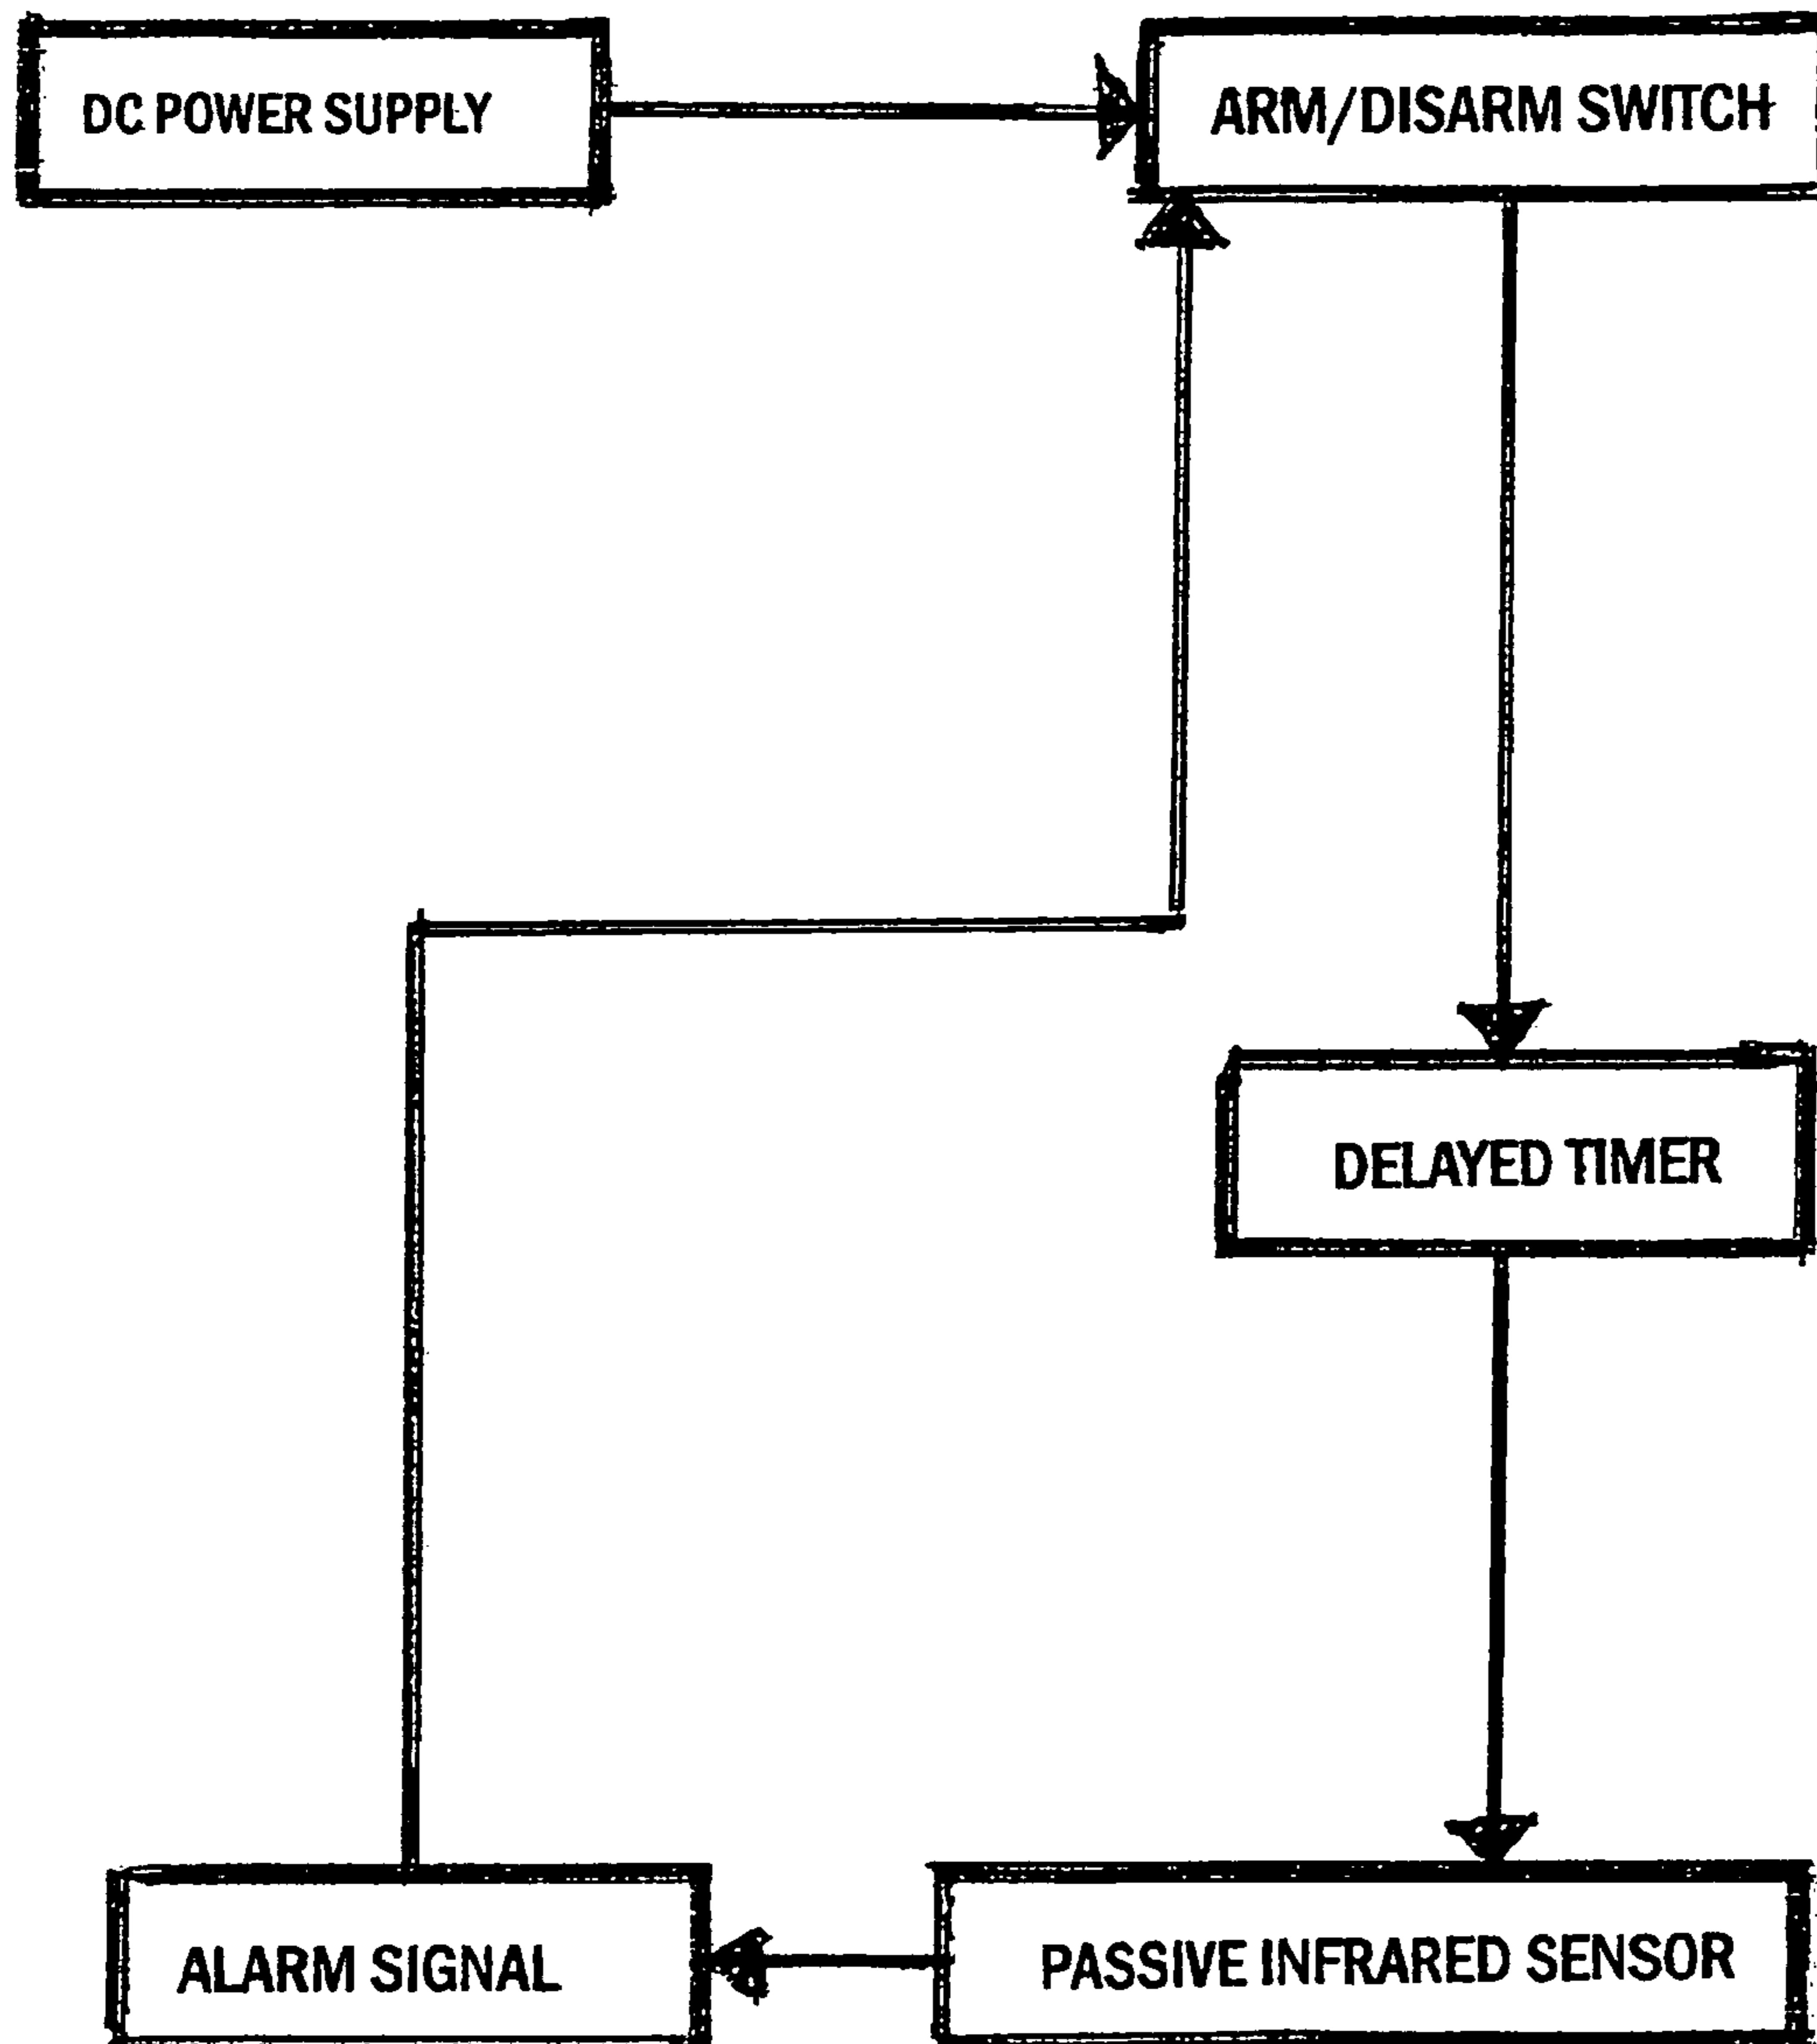 DC POWER SUPPLY
ARM/DISARM SWITCH
DELAYED TIMER
ALARM SIGNAL
PASSIVE INFRARED SENSOR